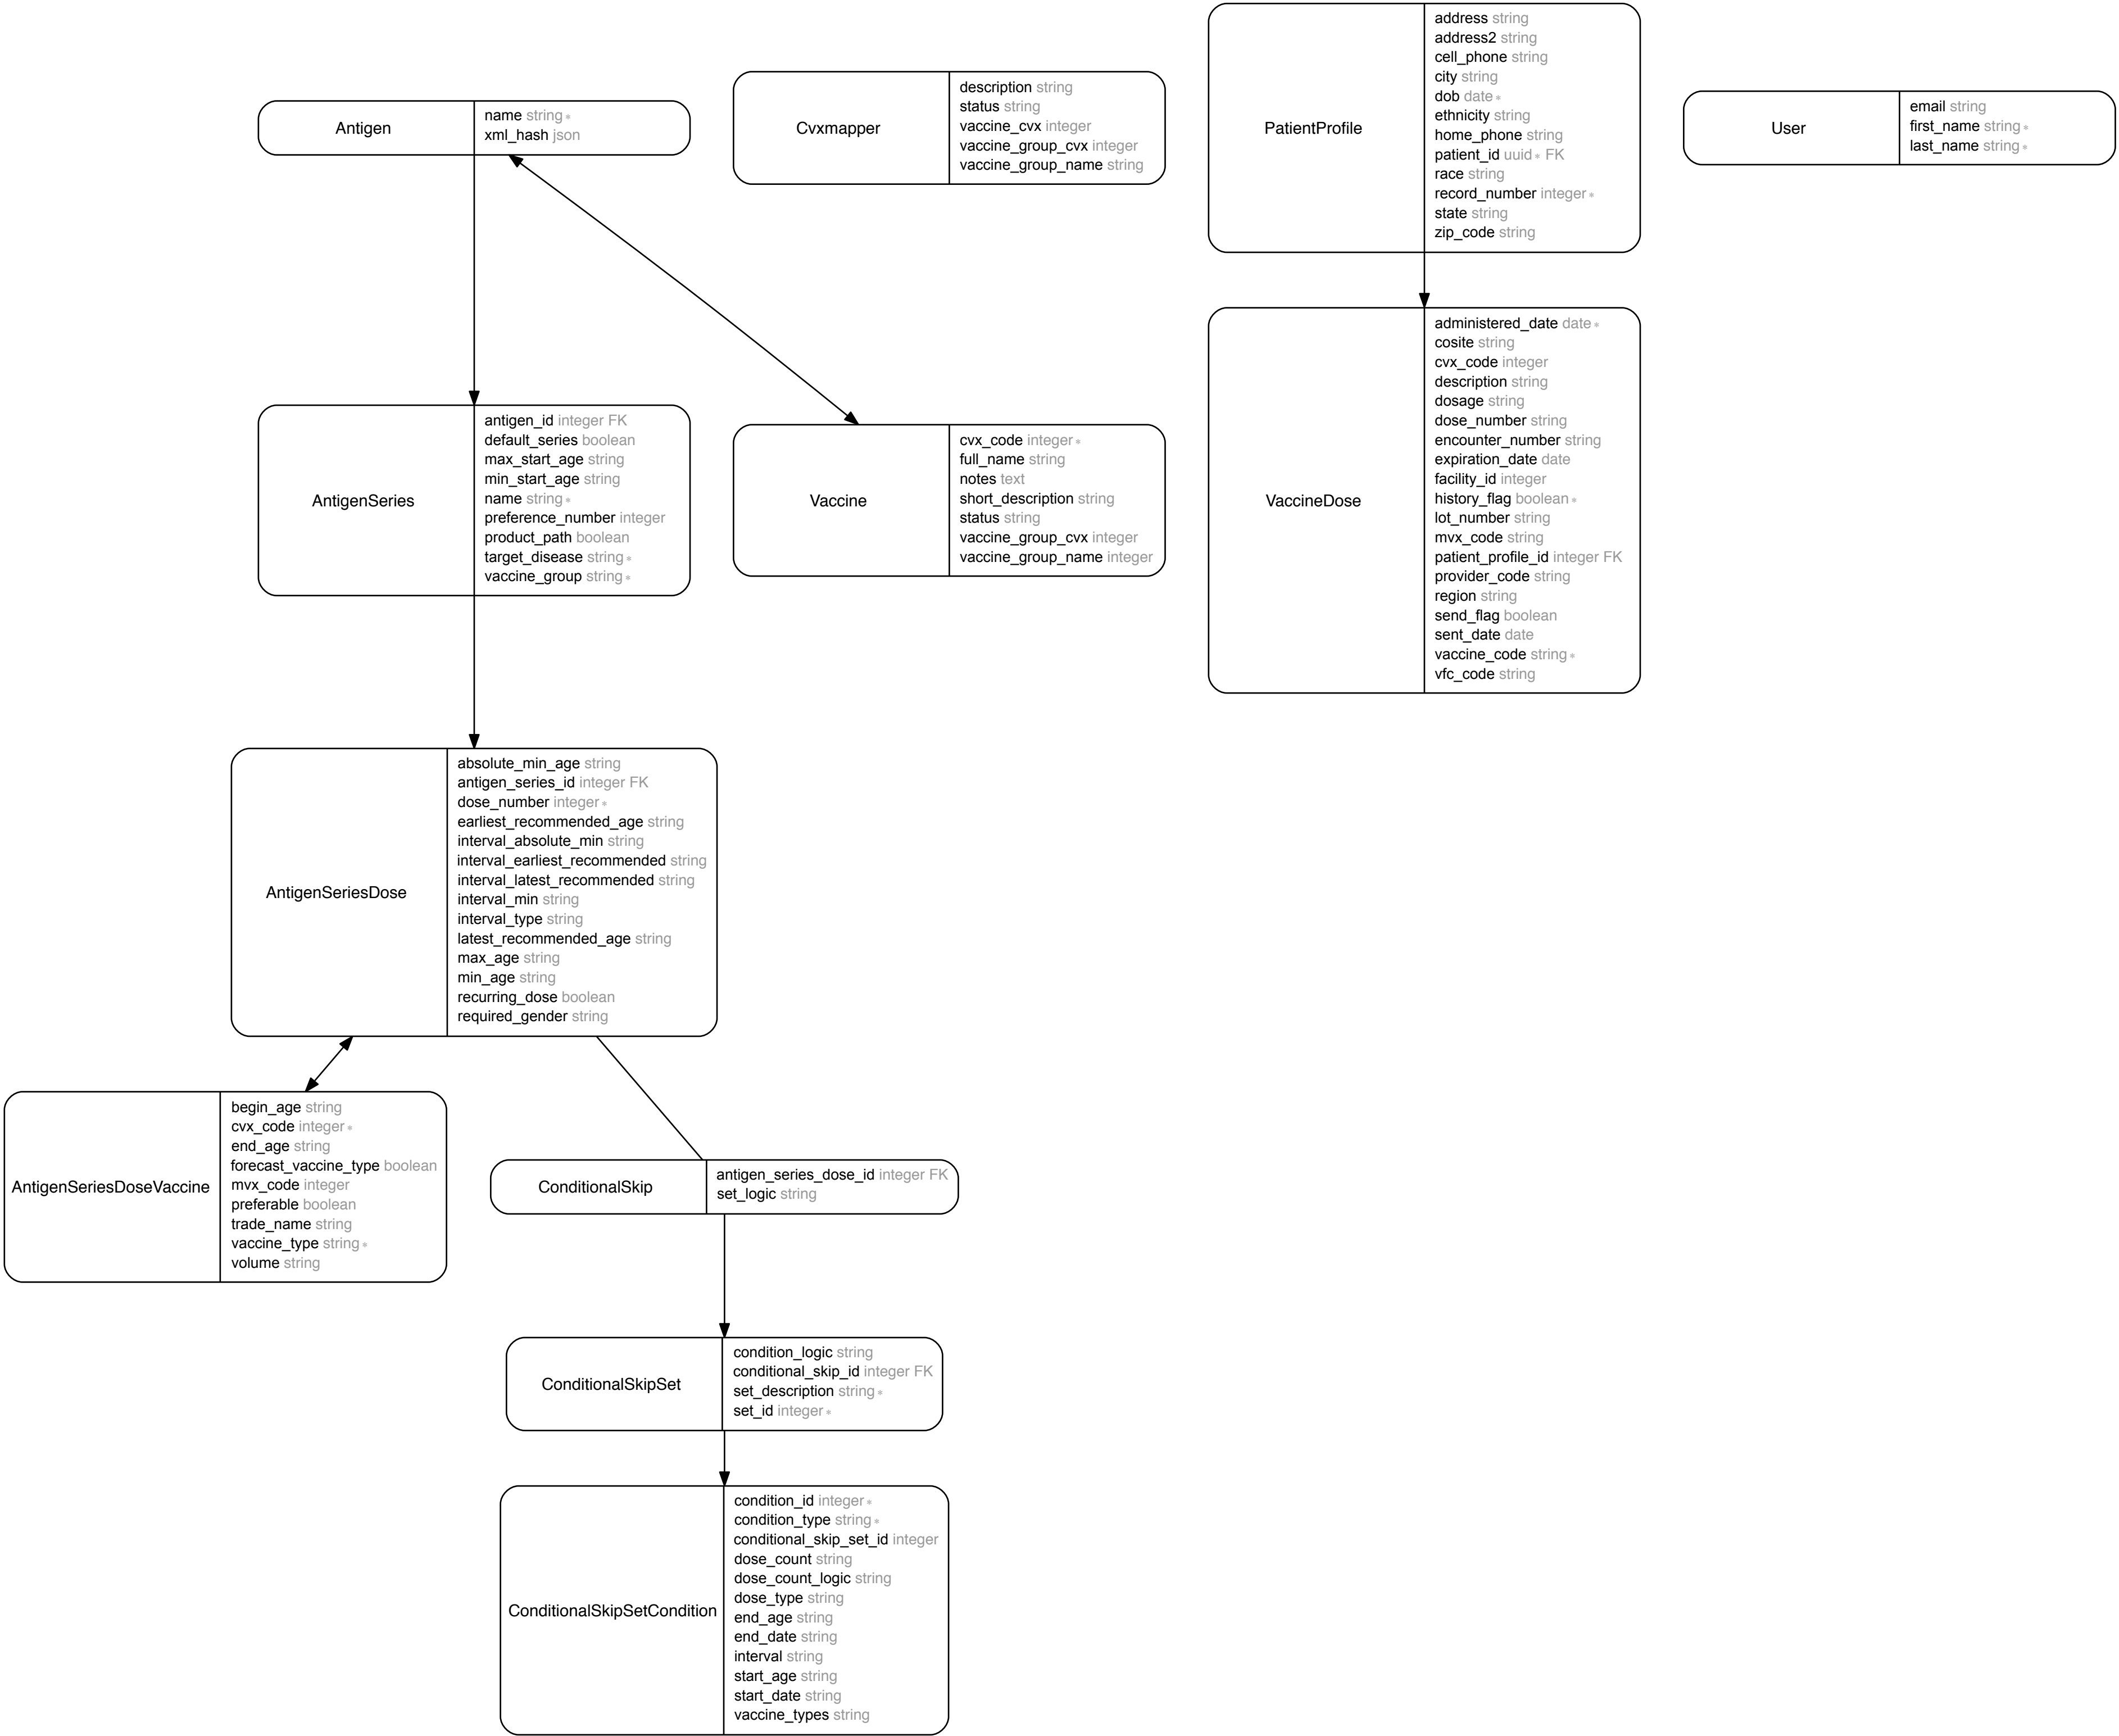 Antigen
name string *
xml_hash json
Cvxmapper
description string
status string
vaccine_cvx integer
vaccine_group_cvx integer
vaccine_group_name string
PatientProfile
address string
address2 string
cell_phone string
city string
dob date *
ethnicity string
home_phone string
patient_id uuid * FK
race string
record_number integer *
state string
zip_code string
User
email string
first_name string *
last_name string *
AntigenSeries
antigen_id integer FK
default_series boolean
max_start_age string
min_start_age string
name string *
preference_number integer
product_path boolean
target_disease string *
vaccine_group string *
Vaccine
cvx_code integer *
full_name string
notes text
short_description string
status string
vaccine_group_cvx integer
vaccine_group_name integer
VaccineDose
administered_date date *
cosite string
cvx_code integer
description string
dosage string
dose_number string
encounter_number string
expiration_date date
facility_id integer
history_flag boolean *
lot_number string
mvx_code string
patient_profile_id integer FK
provider_code string
region string
send_flag boolean
sent_date date
vaccine_code string *
vfc_code string
AntigenSeriesDose
absolute_min_age string
antigen_series_id integer FK
dose_number integer *
earliest_recommended_age string
interval_absolute_min string
interval_earliest_recommended string
interval_latest_recommended string
interval_min string
interval_type string
latest_recommended_age string
max_age string
min_age string
recurring_dose boolean
required_gender string
AntigenSeriesDoseVaccine
begin_age string
cvx_code integer *
end_age string
forecast_vaccine_type boolean
mvx_code integer
preferable boolean
trade_name string
vaccine_type string *
volume string
ConditionalSkip
antigen_series_dose_id integer FK
set_logic string
ConditionalSkipSet
condition_logic string
conditional_skip_id integer FK
set_description string *
set_id integer *
ConditionalSkipSetCondition
condition_id integer *
condition_type string *
conditional_skip_set_id integer
dose_count string
dose_count_logic string
dose_type string
end_age string
end_date string
interval string
start_age string
start_date string
vaccine_types string